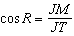 cos R = JM/JT